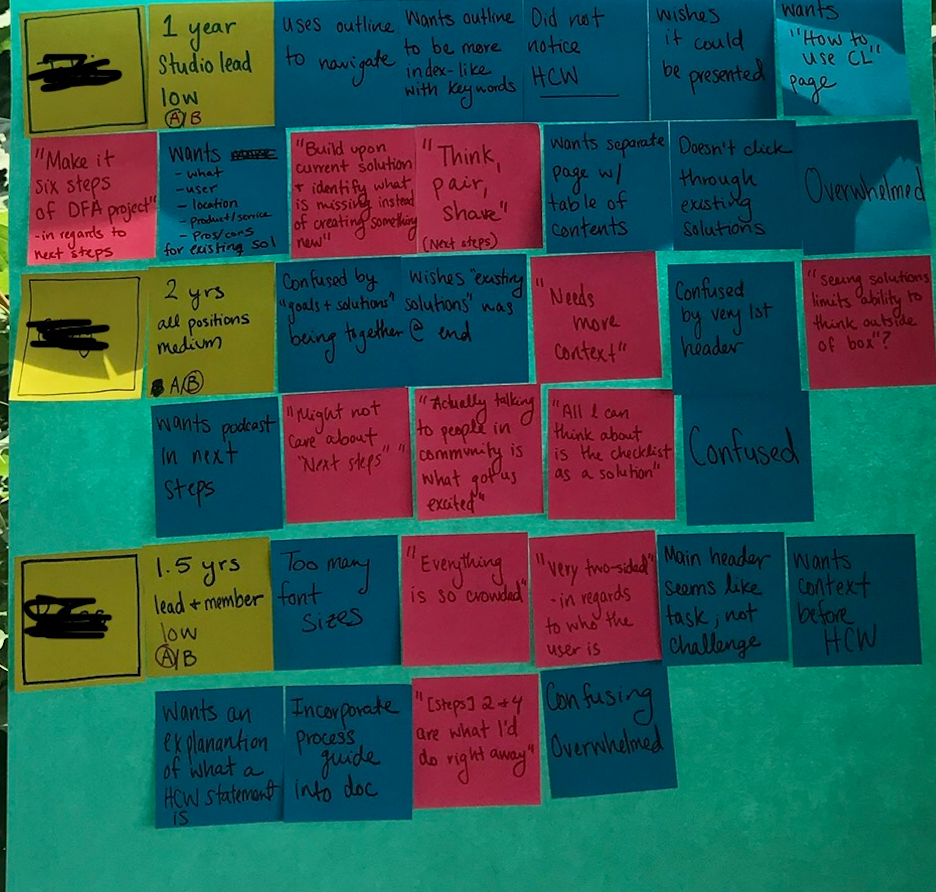 1 year
Studio lead
low
A/B
uses outline
to navigate
Wants outline
to be more
index-like
with keywords
Did not
notice
HCW
wishes
it could
be presented
wants
"How to
use CL"
page
"Make it
six steps
of DFA project"
-in regards to
next steps
wants
- what
- user
- location
- Product/service
- Pros/cons
for existing sol
"Build upon
current solution
+ identify what
is missing instead
of creating something
new"
"Think,
pair,
share"
(Next steps)
Wants separate
page w/
table of
contents
Doesn't click
through
existing
solutions
Overwhelmed
2 yrs
all positions
medium
A/B
Confused by
"goals + solutions"
being together
Wishes "existing
solutions" was
@ end
"Needs
more
context"
Confused
by very 1st
header
"seeing solutions
limits ability to
think outside
of box"?
wants podcast
in next
steps
"Might not
care about
"Next steps" "
"Actually talking
to people in
community is
what got us
excited"
"All I can
think about
is the checklist
as a solution"
Confused
1.5 yrs
lead + member
low
A/B
Too many
font
sizes
"Everything
is so crowded"
"very two-sided"
-in regards
to who the
user is
Main header
seems like
task, not
challenge
wants
context
before
HCW
Wants an
explanantion
of what a
HCW statement
is
Incorporate
process
guide
into doc
"[Steps] 2 + 4
are what I'd
do right away"
Confusing
Overwhelmed